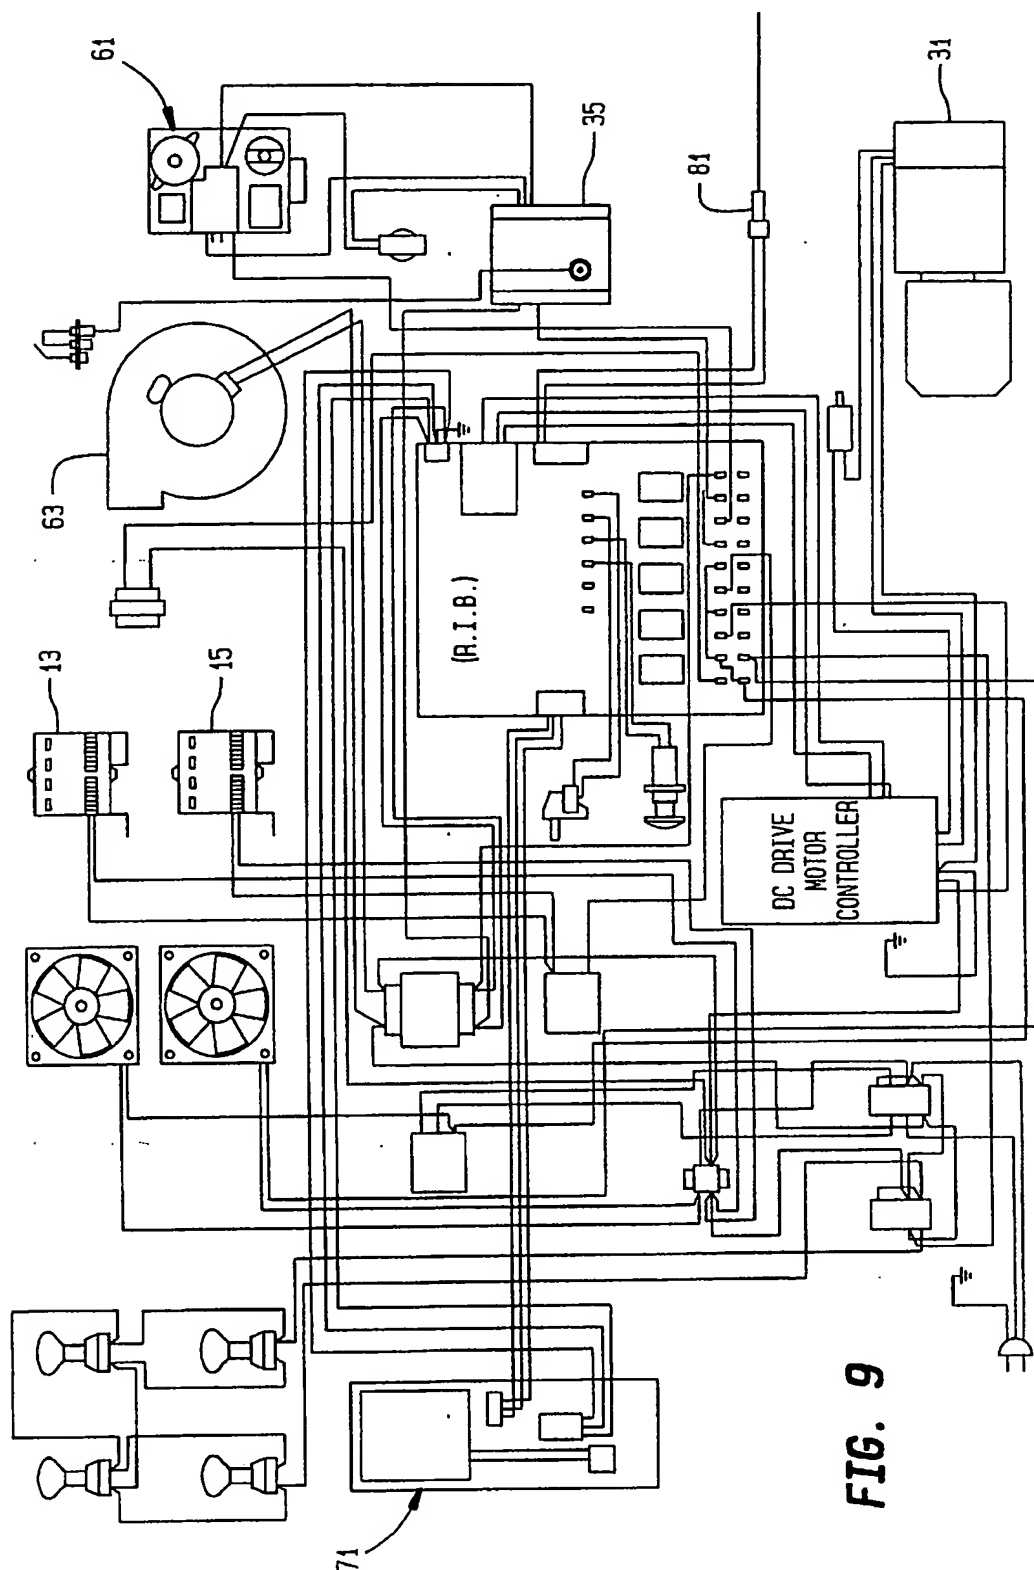 61
35
81
31
63
13
15
(R.I.B.)
DC DRIVE
MOTOR
CONTROLLER
71
FIG. 9